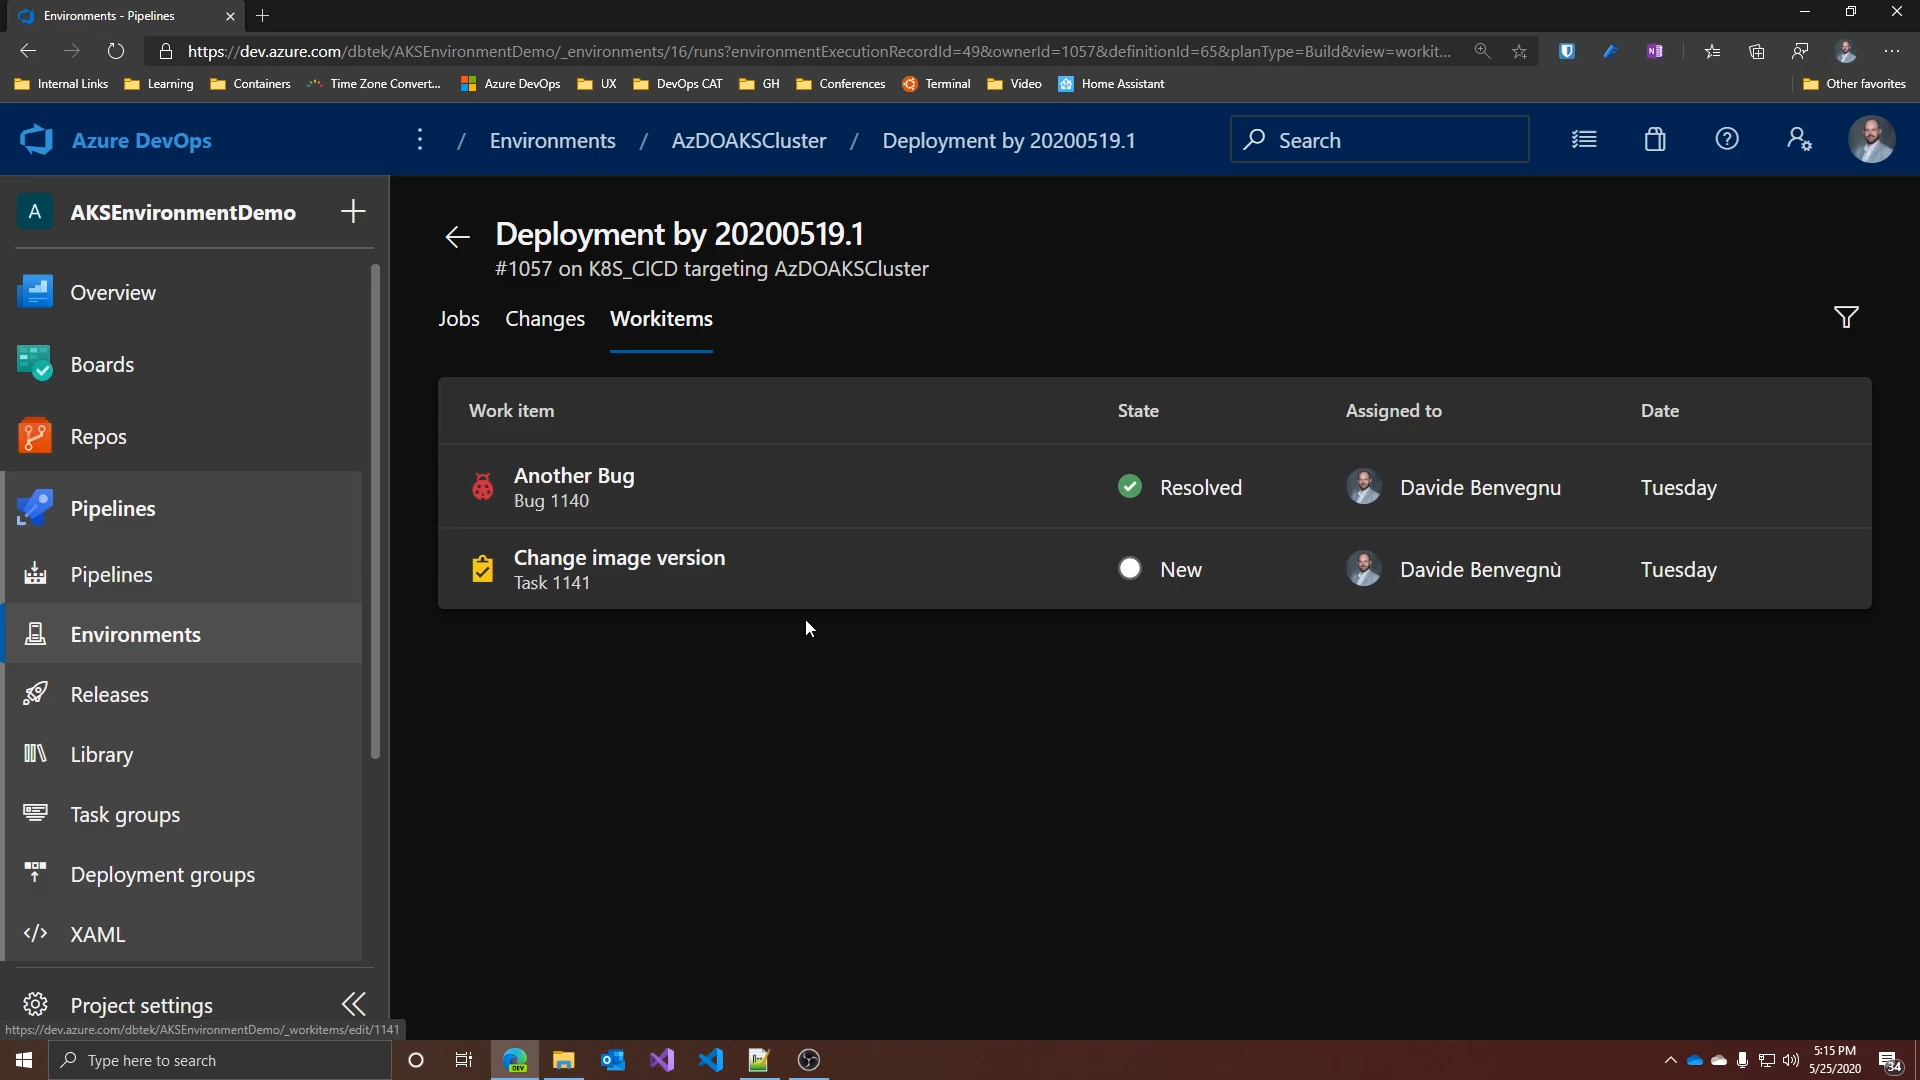 Environments - Pipelines
https://dev.azure.com/dbtek/AKSEnvironmentDemo/_environments/16/runs?environmentExecutionRecordId=49&ownerId=1057&definitionId=65&planType=Build&view=workit...
Internal Links Learning Containers Time Zone Convert... Azure DevOps UX DevOps CAT GH Conferences Terminal Video Home Assistant Other favorites
Azure DevOps / Environments / AzDOAKSCluster / Deployment by 20200519.1 Search
A AKSEnvironmentDemo
Overview
Boards
Repos
Pipelines
Pipelines
Environments
Releases
Library
Task groups
Deployment groups
XAML
Project settings
Deployment by 20200519.1
#1057 on K8S_CICD targeting AzDOAKSCluster
Jobs Changes Workitems
Work item State Assigned to Date
Another Bug
Bug 1140
Resolved Davide Benvegnu Tuesday
Change image version
Task 1141
New Davide Benvegnù Tuesday
https://dev.azure.com/dbtek/AKSEnvironmentDemo/_workitems/edit/1141
Type here to search
DEV
5:15 PM
5/25/2020
34